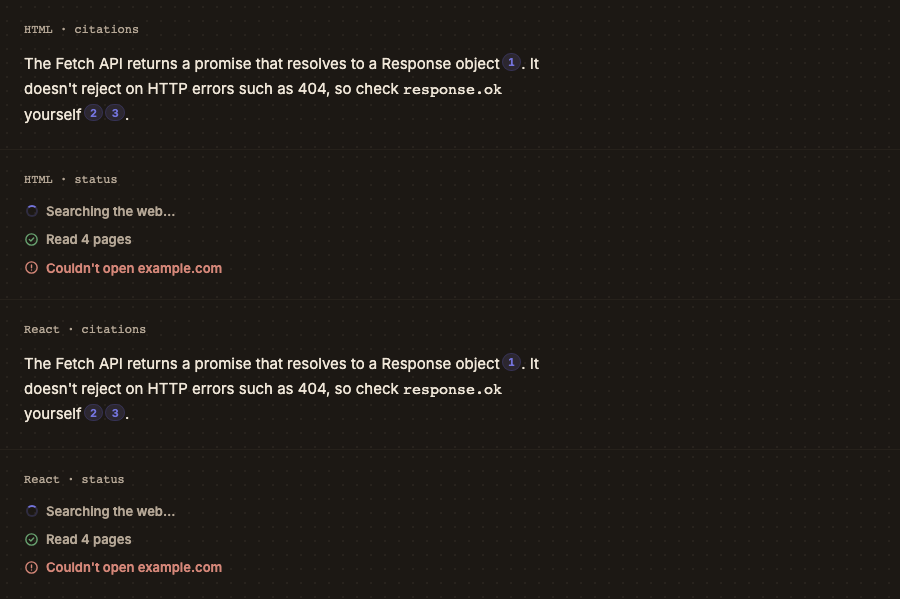 HTML · citations
The Fetch API returns a promise that resolves to a Response object 1. It
doesn't reject on HTTP errors such as 404, so check response.ok
yourself 2 3.
HTML · status
Searching the web...
Read 4 pages
Couldn't open example.com
React · citations
The Fetch API returns a promise that resolves to a Response object 1. It
doesn't reject on HTTP errors such as 404, so check response.ok
yourself 2 3.
React · status
Searching the web...
Read 4 pages
Couldn't open example.com